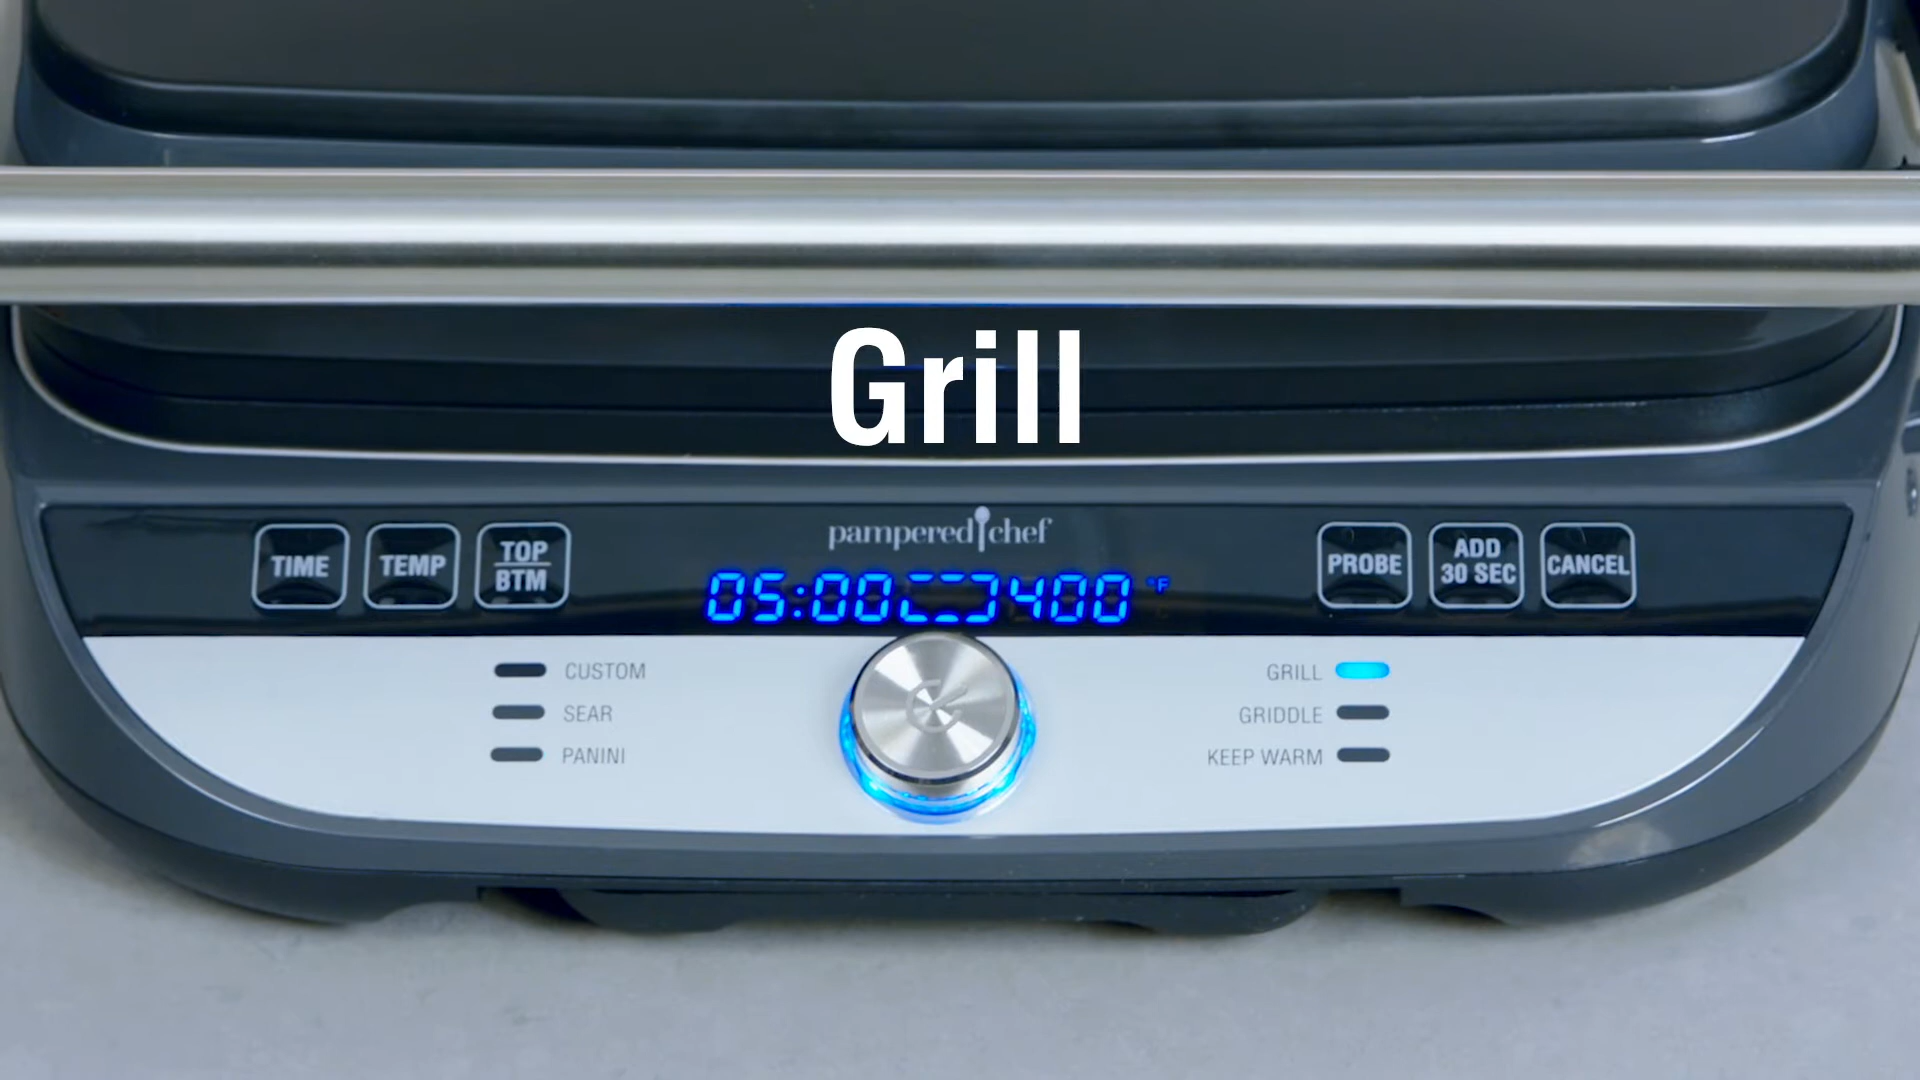 Grill
pampered chef
TIME
TEMP
TOP
BTM
05:00
400 °F
PROBE
ADD
30 SEC
CANCEL
CUSTOM
SEAR
PANINI
GRILL
GRIDDLE
KEEP WARM